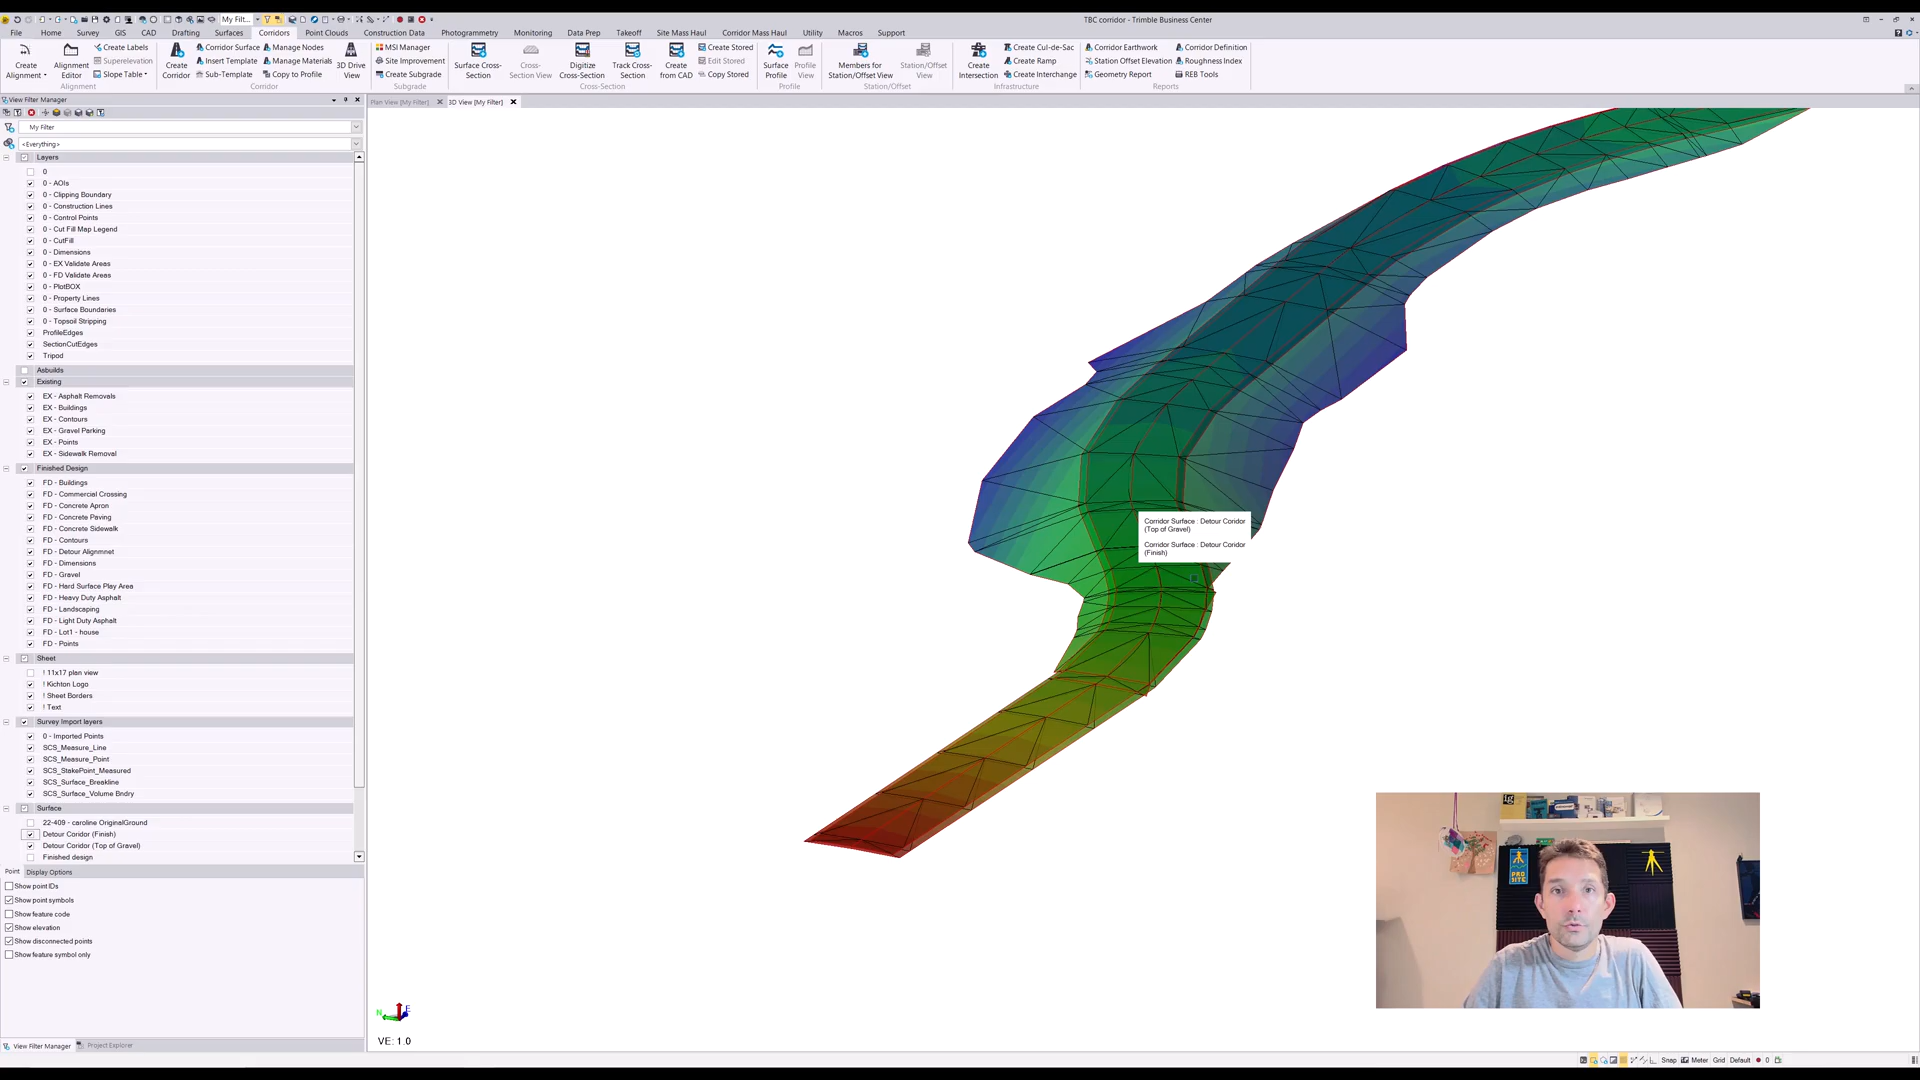 My Filt...
TBC corridor - Trimble Business Center
File Home Survey GIS CAD Drafting Surfaces Corridors Point Clouds Construction Data Photogrammetry Monitoring Data Prep Takeoff Site Mass Haul Corridor Mass Haul Utility Macros Support
Create Alignment
Alignment Editor
Create Labels
Superelevation
Slope Table
Alignment
Create Corridor
Corridor Surface
Insert Template
Sub-Template
Manage Nodes
Manage Materials
Copy to Profile
3D Drive View
Corridor
MSI Manager
Site Improvement
Create Subgrade
Subgrade
Surface Cross-Section
Cross-Section View
Digitize Cross-Section
Track Cross-Section
Create from CAD
Create Stored
Edit Stored
Copy Stored
Cross-Section
Surface Profile
Profile View
Profile
Members for Station/Offset View
Station/Offset View
Station/Offset
Create Intersection
Create Cul-de-Sac
Create Ramp
Create Interchange
Infrastructure
Corridor Earthwork
Station Offset Elevation
Geometry Report
Corridor Definition
Roughness Index
REB Tools
Reports
View Filter Manager
Plan View [My Filter]
3D View [My Filter]
My Filter
<Everything>
Layers
0
0 - AOIs
0 - Clipping Boundary
0 - Construction Lines
0 - Control Points
0 - Cut Fill Map Legend
0 - CutFill
0 - Dimensions
0 - EX Validate Areas
0 - FD Validate Areas
0 - PlotBOX
0 - Property Lines
0 - Surface Boundaries
0 - Topsoil Stripping
ProfileEdges
SectionCutEdges
Tripod
Asbuilds
Existing
EX - Asphalt Removals
EX - Buildings
EX - Contours
EX - Gravel Parking
EX - Points
EX - Sidewalk Removal
Finished Design
FD - Buildings
FD - Commercial Crossing
FD - Concrete Apron
FD - Concrete Paving
FD - Concrete Sidewalk
FD - Contours
FD - Detour Alignmnet
FD - Dimensions
FD - Gravel
FD - Hard Surface Play Area
FD - Heavy Duty Asphalt
FD - Landscaping
FD - Light Duty Asphalt
FD - Lot1 - house
FD - Points
Sheet
! 11x17 plan view
! Kichton Logo
! Sheet Borders
! Text
Survey Import layers
0 - Imported Points
SCS_Measure_Line
SCS_Measure_Point
SCS_StakePoint_Measured
SCS_Surface_Breakline
SCS_Surface_Volume Bndry
Surface
22-409 - caroline OriginalGround
Detour Corridor (Finish)
Detour Corridor (Top of Gravel)
Finished design
Point Display Options
Show point IDs
Show point symbols
Show feature code
Show elevation
Show disconnected points
Show feature symbol only
View Filter Manager Project Explorer
Corridor Surface : Detour Corridor
(Top of Gravel)
Corridor Surface : Detour Corridor
(Finish)
N E
VE: 1.0
PRO
SITE
Snap Meter Grid Default 0